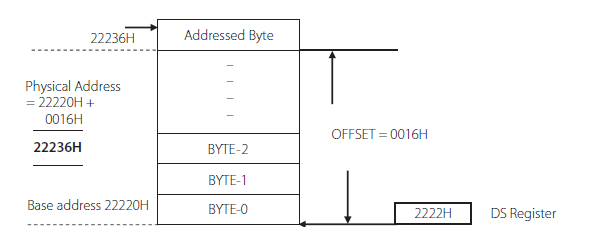 22236H
Addressed Byte
Physical Address
= 22220H +
0016H
22236H
OFFSET = 0016H
BYTE-2
BYTE-1
Base address 22220H
BYTE-0
2222H
DS Register